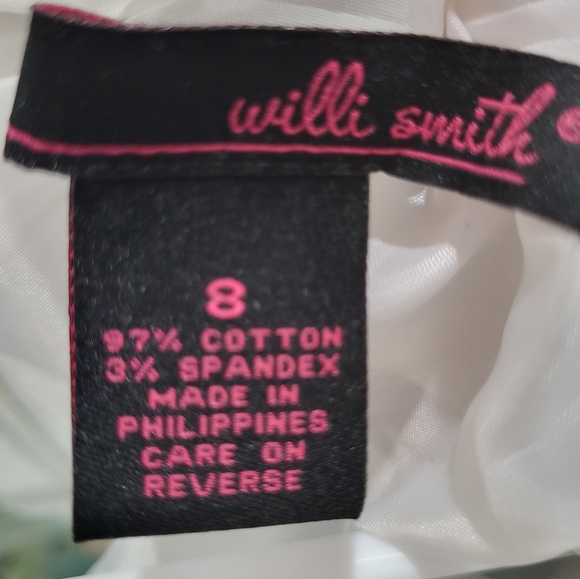 willi smith ®
8
97% COTTON
3% SPANDEX
MADE IN
PHILIPPINES
CARE ON
REVERSE